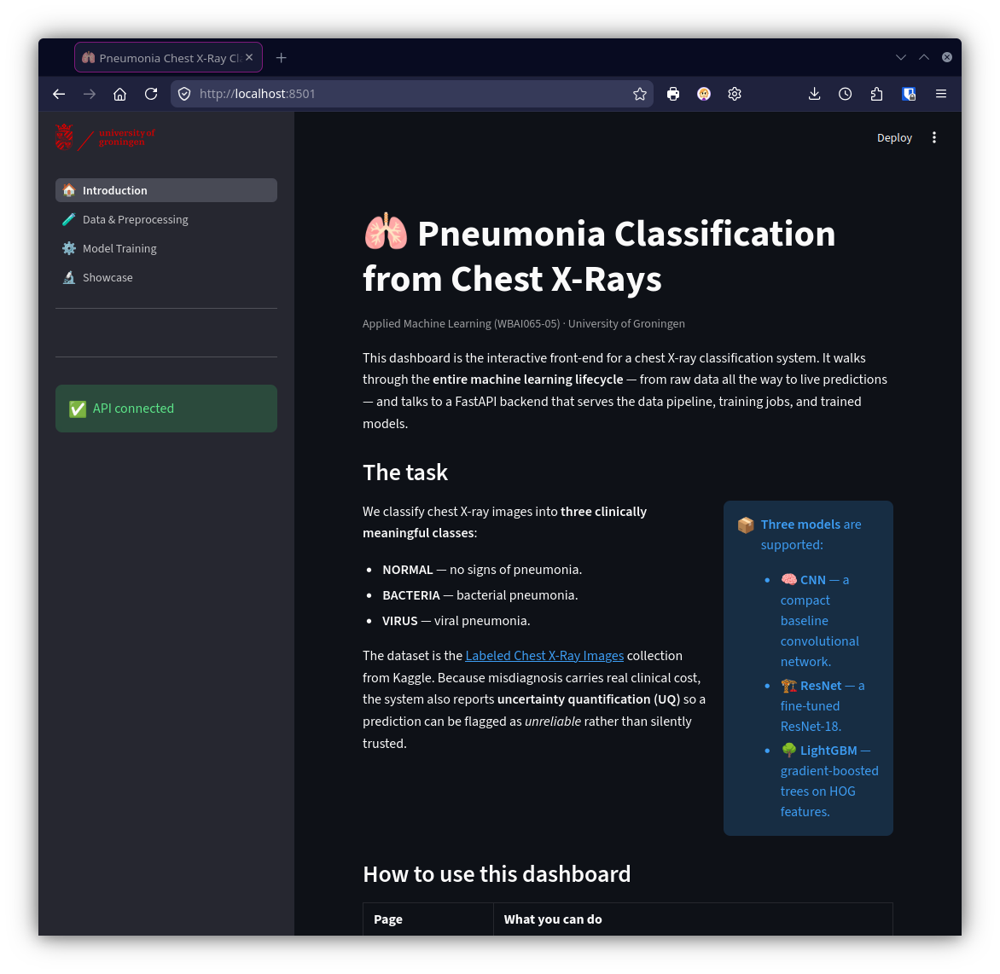 Pneumonia Chest X-Ray Cl
http://localhost:8501
university of
groningen
Deploy
Introduction
Data & Preprocessing
Model Training
Showcase
API connected
Pneumonia Classification
from Chest X-Rays
Applied Machine Learning (WBAI065-05) · University of Groningen
This dashboard is the interactive front-end for a chest X-ray classification system. It walks
through the entire machine learning lifecycle — from raw data all the way to live predictions
— and talks to a FastAPI backend that serves the data pipeline, training jobs, and trained
models.
The task
We classify chest X-ray images into three clinically
meaningful classes:
• NORMAL — no signs of pneumonia.
• BACTERIA — bacterial pneumonia.
• VIRUS — viral pneumonia.
The dataset is the Labeled Chest X-Ray Images collection
from Kaggle. Because misdiagnosis carries real clinical cost,
the system also reports uncertainty quantification (UQ) so a
prediction can be flagged as unreliable rather than silently
trusted.
Three models are
supported:
• CNN — a
compact
baseline
convolutional
network.
• ResNet — a
fine-tuned
ResNet-18.
• LightGBM —
gradient-boosted
trees on HOG
features.
How to use this dashboard
Page
What you can do